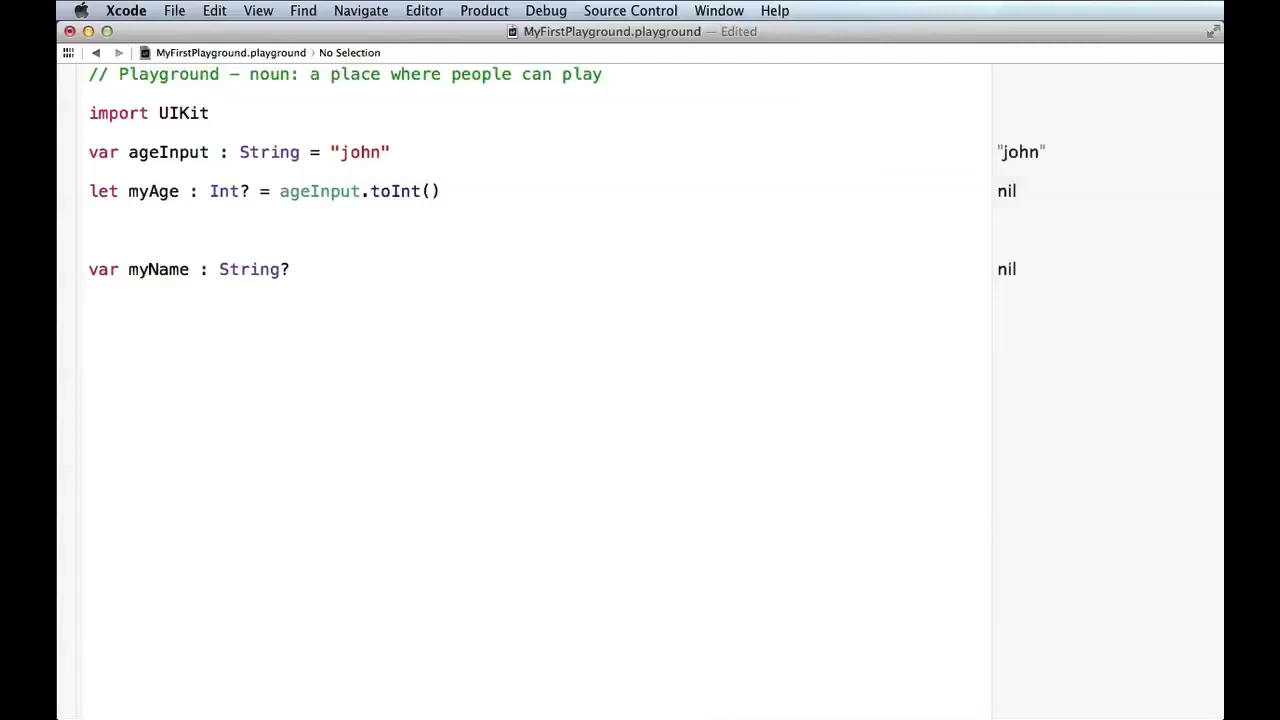 Xcode File Edit View Find Navigate Editor Product Debug Source Control Window Help
MyFirstPlayground.playground — Edited
MyFirstPlayground.playground 〉 No Selection
// Playground – noun: a place where people can play
import UIKit
var ageInput : String = "john" "john"
let myAge : Int? = ageInput.toInt() nil
var myName : String? nil